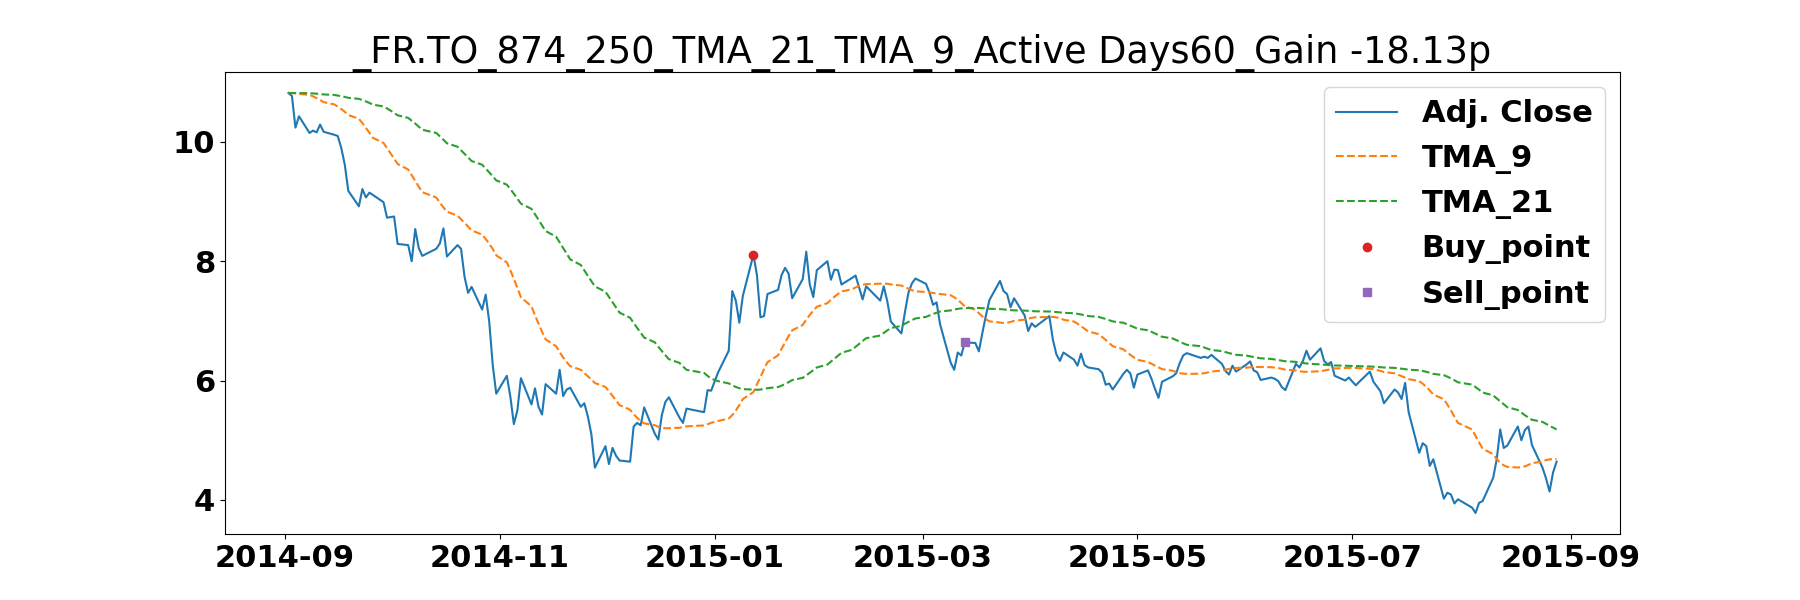 _FR.TO_874_250_TMA_21_TMA_9_Active Days60_Gain -18.13p
Adj. Close
TMA_9
TMA_21
Buy_point
Sell_point
10
8
6
4
2014-09 2014-11 2015-01 2015-03 2015-05 2015-07 2015-09